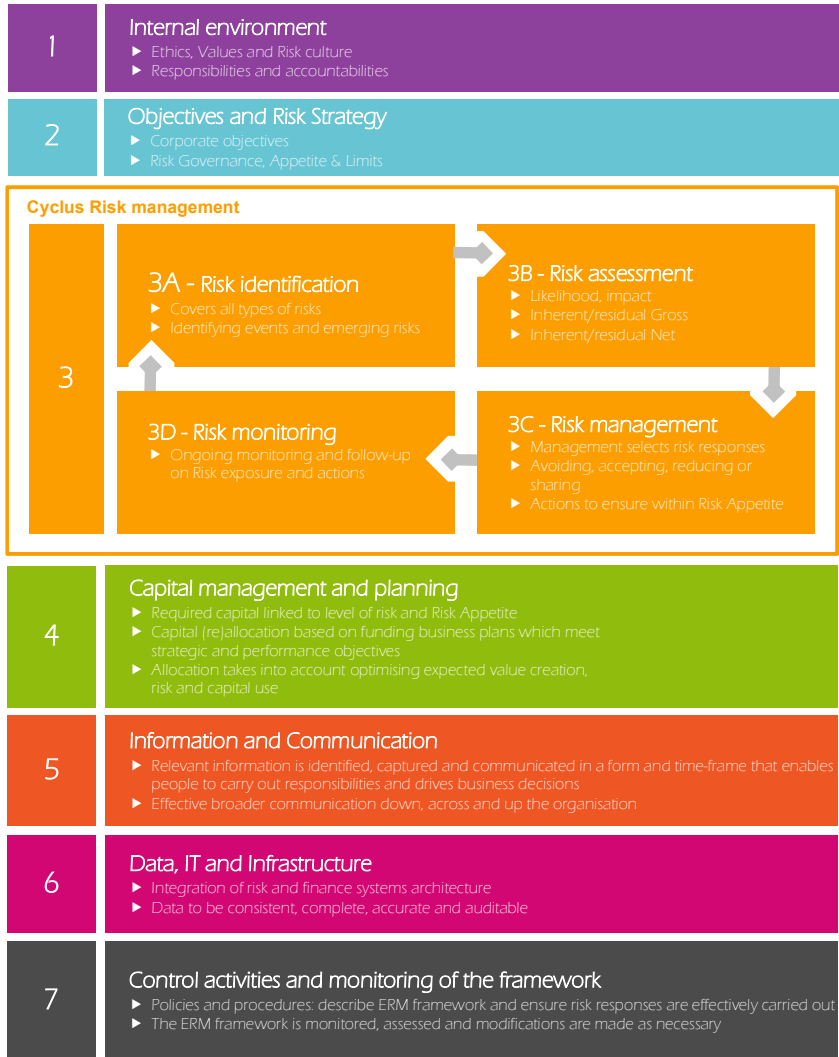 1
Internal environment
► Ethics, Values and Risk culture
► Responsibilities and accountabilities
2
Objectives and Risk Strategy
► Corporate objectives
► Risk Governance, Appetite & Limits
Cyclus Risk management
3
3A - Risk identification
► Covers all types of risks
► Identifying events and emerging risks
3B - Risk assessment
► Likelihood, impact
► Inherent/residual Gross
► Inherent/residual Net
3C - Risk management
► Management selects risk responses
► Avoiding, accepting, reducing or
sharing
► Actions to ensure within Risk Appetite
3D - Risk monitoring
► Ongoing monitoring and follow-up
on Risk exposure and actions
4
Capital management and planning
► Required capital linked to level of risk and Risk Appetite
► Capital (re)allocation based on funding business plans which meet
strategic and performance objectives
► Allocation takes into account optimising expected value creation,
risk and capital use
5
Information and Communication
► Relevant information is identified, captured and communicated in a form and time-frame that enables
people to carry out responsibilities and drives business decisions
► Effective broader communication down, across and up the organisation
6
Data, IT and Infrastructure
► Integration of risk and finance systems architecture
► Data to be consistent, complete, accurate and auditable
7
Control activities and monitoring of the framework
► Policies and procedures: describe ERM framework and ensure risk responses are effectively carried out
► The ERM framework is monitored, assessed and modifications are made as necessary